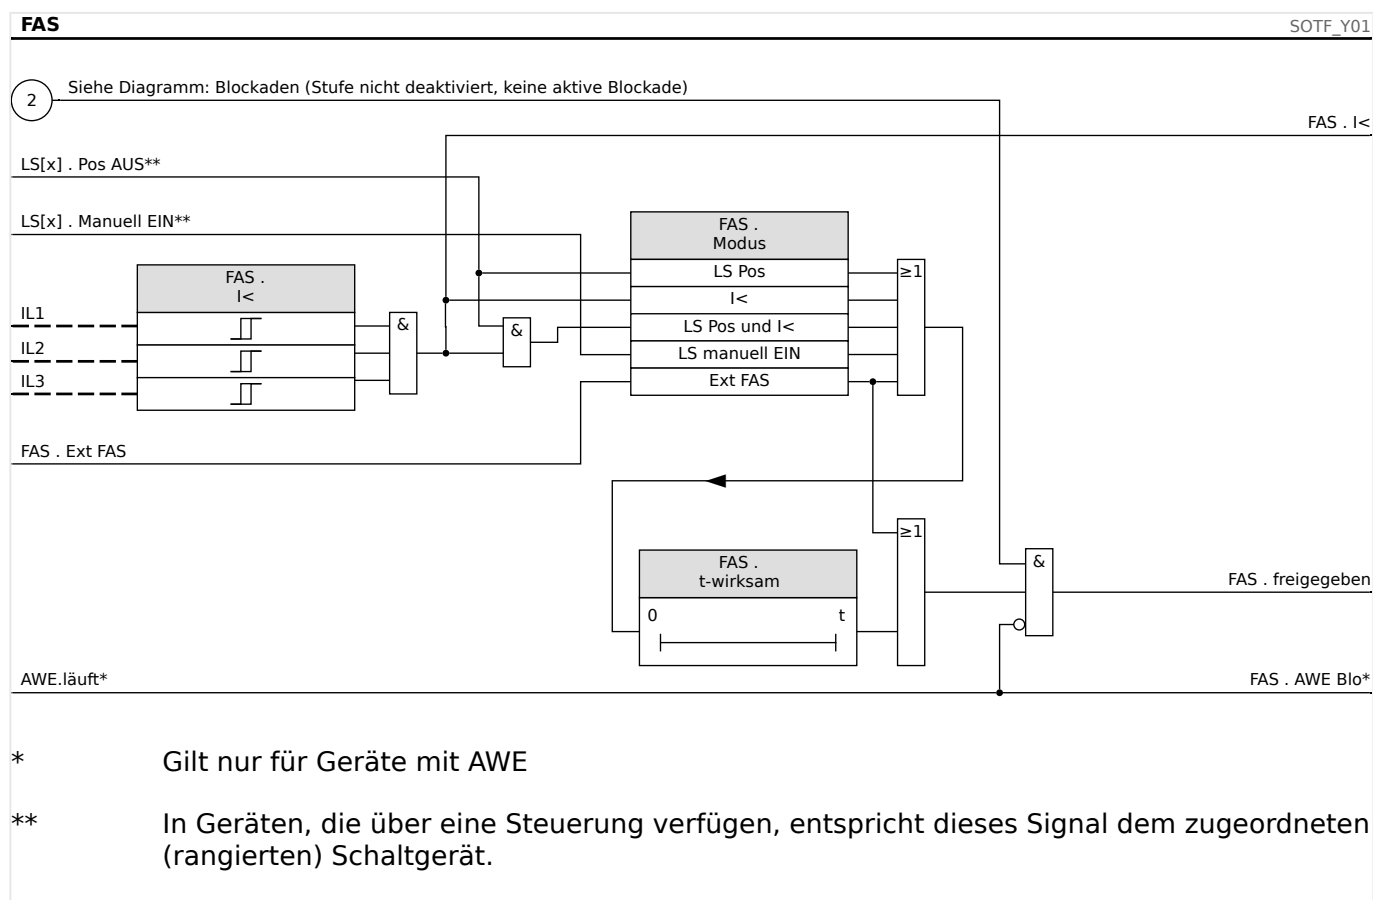 FAS
SOTF_Y01
2
Siehe Diagramm: Blockaden (Stufe nicht deaktiviert, keine aktive Blockade)
FAS . I<
LS[x] . Pos AUS**
LS[x] . Manuell EIN**
FAS .
Modus
LS Pos
I<
LS Pos und I<
LS manuell EIN
Ext FAS
≥1
FAS .
I<
IL1
IL2
IL3
&
&
FAS . Ext FAS
≥1
FAS .
t-wirksam
0
t
&
FAS . freigegeben
AWE.läuft*
FAS . AWE Blo*
* Gilt nur für Geräte mit AWE
** In Geräten, die über eine Steuerung verfügen, entspricht dieses Signal dem zugeordneten
(rangierten) Schaltgerät.